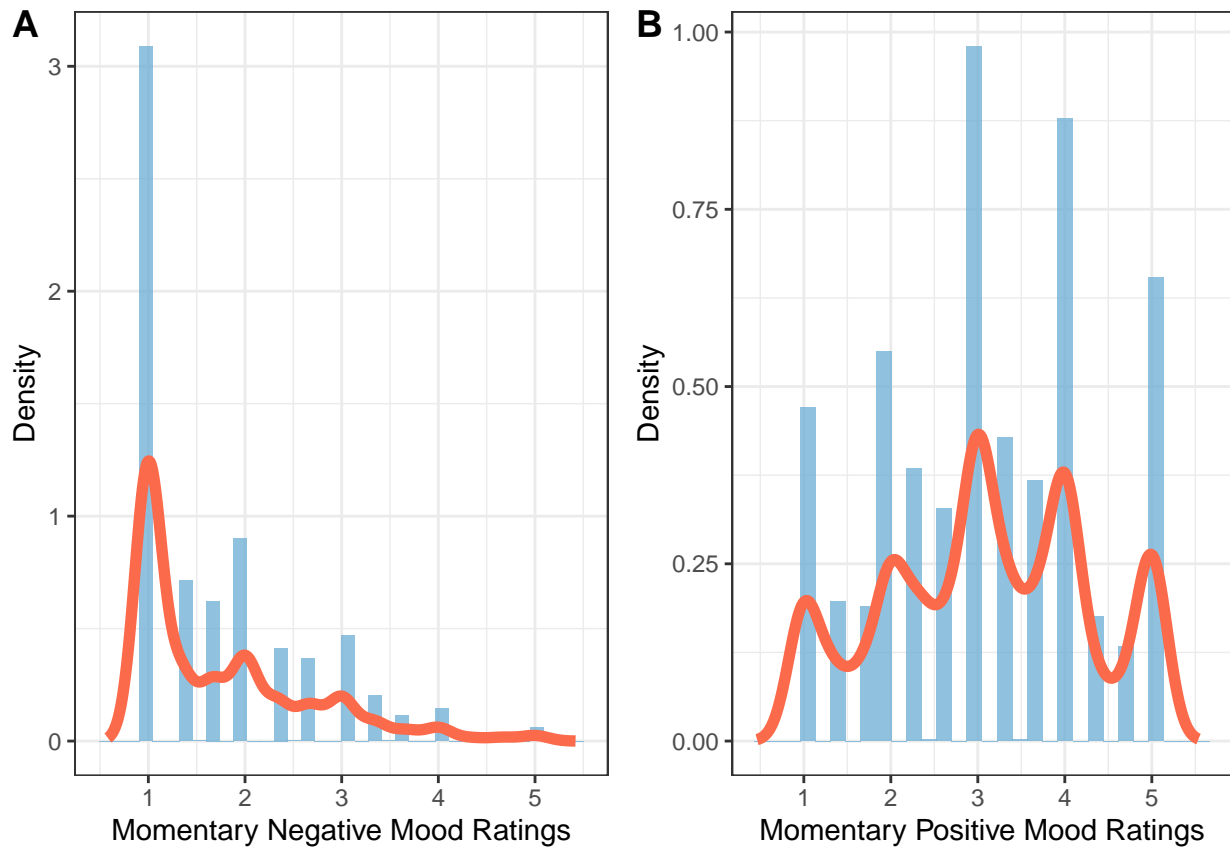 A
3
2
1
0
Density
1 2 3 4 5
Momentary Negative Mood Ratings
B
1.00
0.75
0.50
0.25
0.00
Density
1 2 3 4 5
Momentary Positive Mood Ratings